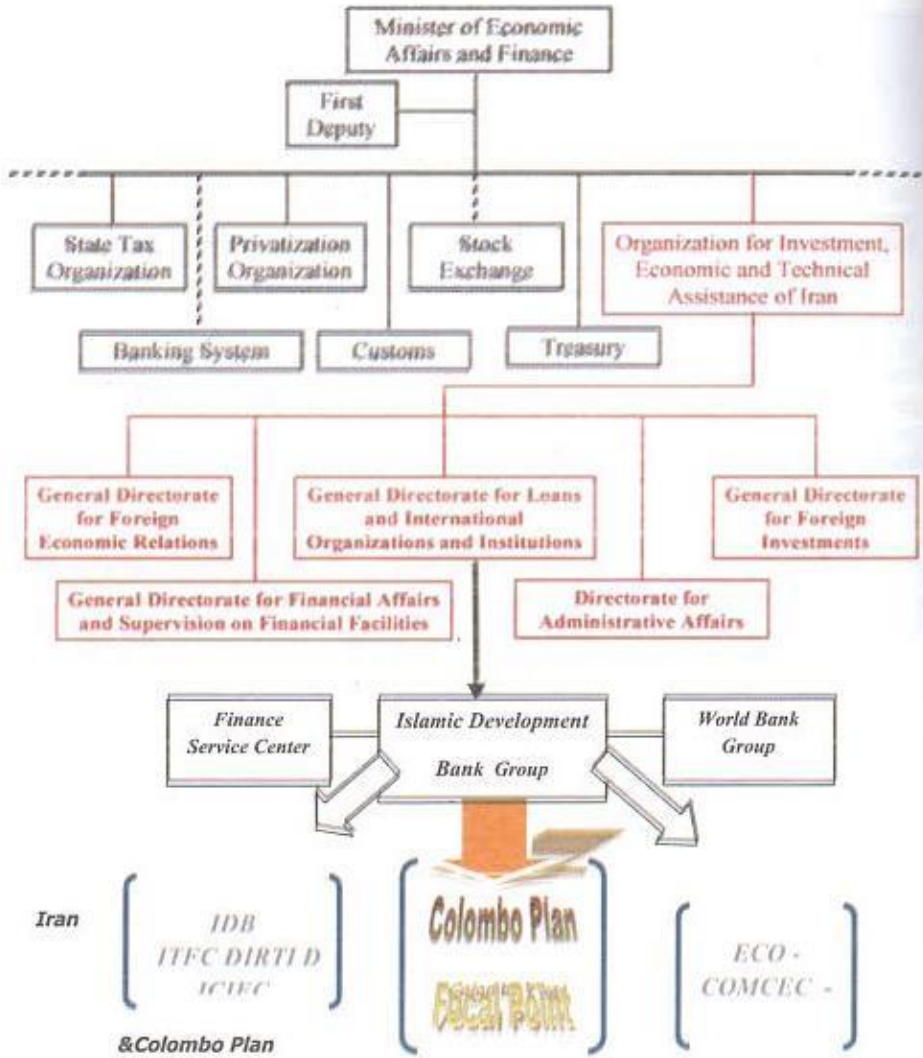 Minister of Economic
Affairs and Finance
First
Deputy
State Tax
Organization
Privatization
Organization
Stock
Exchange
Organization for Investment,
Economic and Technical
Assistance of Iran
Banking System
Customs
Treasury
General Directorate
for Foreign
Economic Relations
General Directorate for Loans
and International
Organizations and Institutions
General Directorate
for Foreign
Investments
General Directorate for Financial Affairs
and Supervision on Financial Facilities
Directorate for
Administrative Affairs
Finance
Service Center
Islamic Development
Bank Group
World Bank
Group
Iran
IDB
ITFC DIRTI D
Colombo Plan
Focal Point
ECO -
COMCEC -
&Colombo Plan